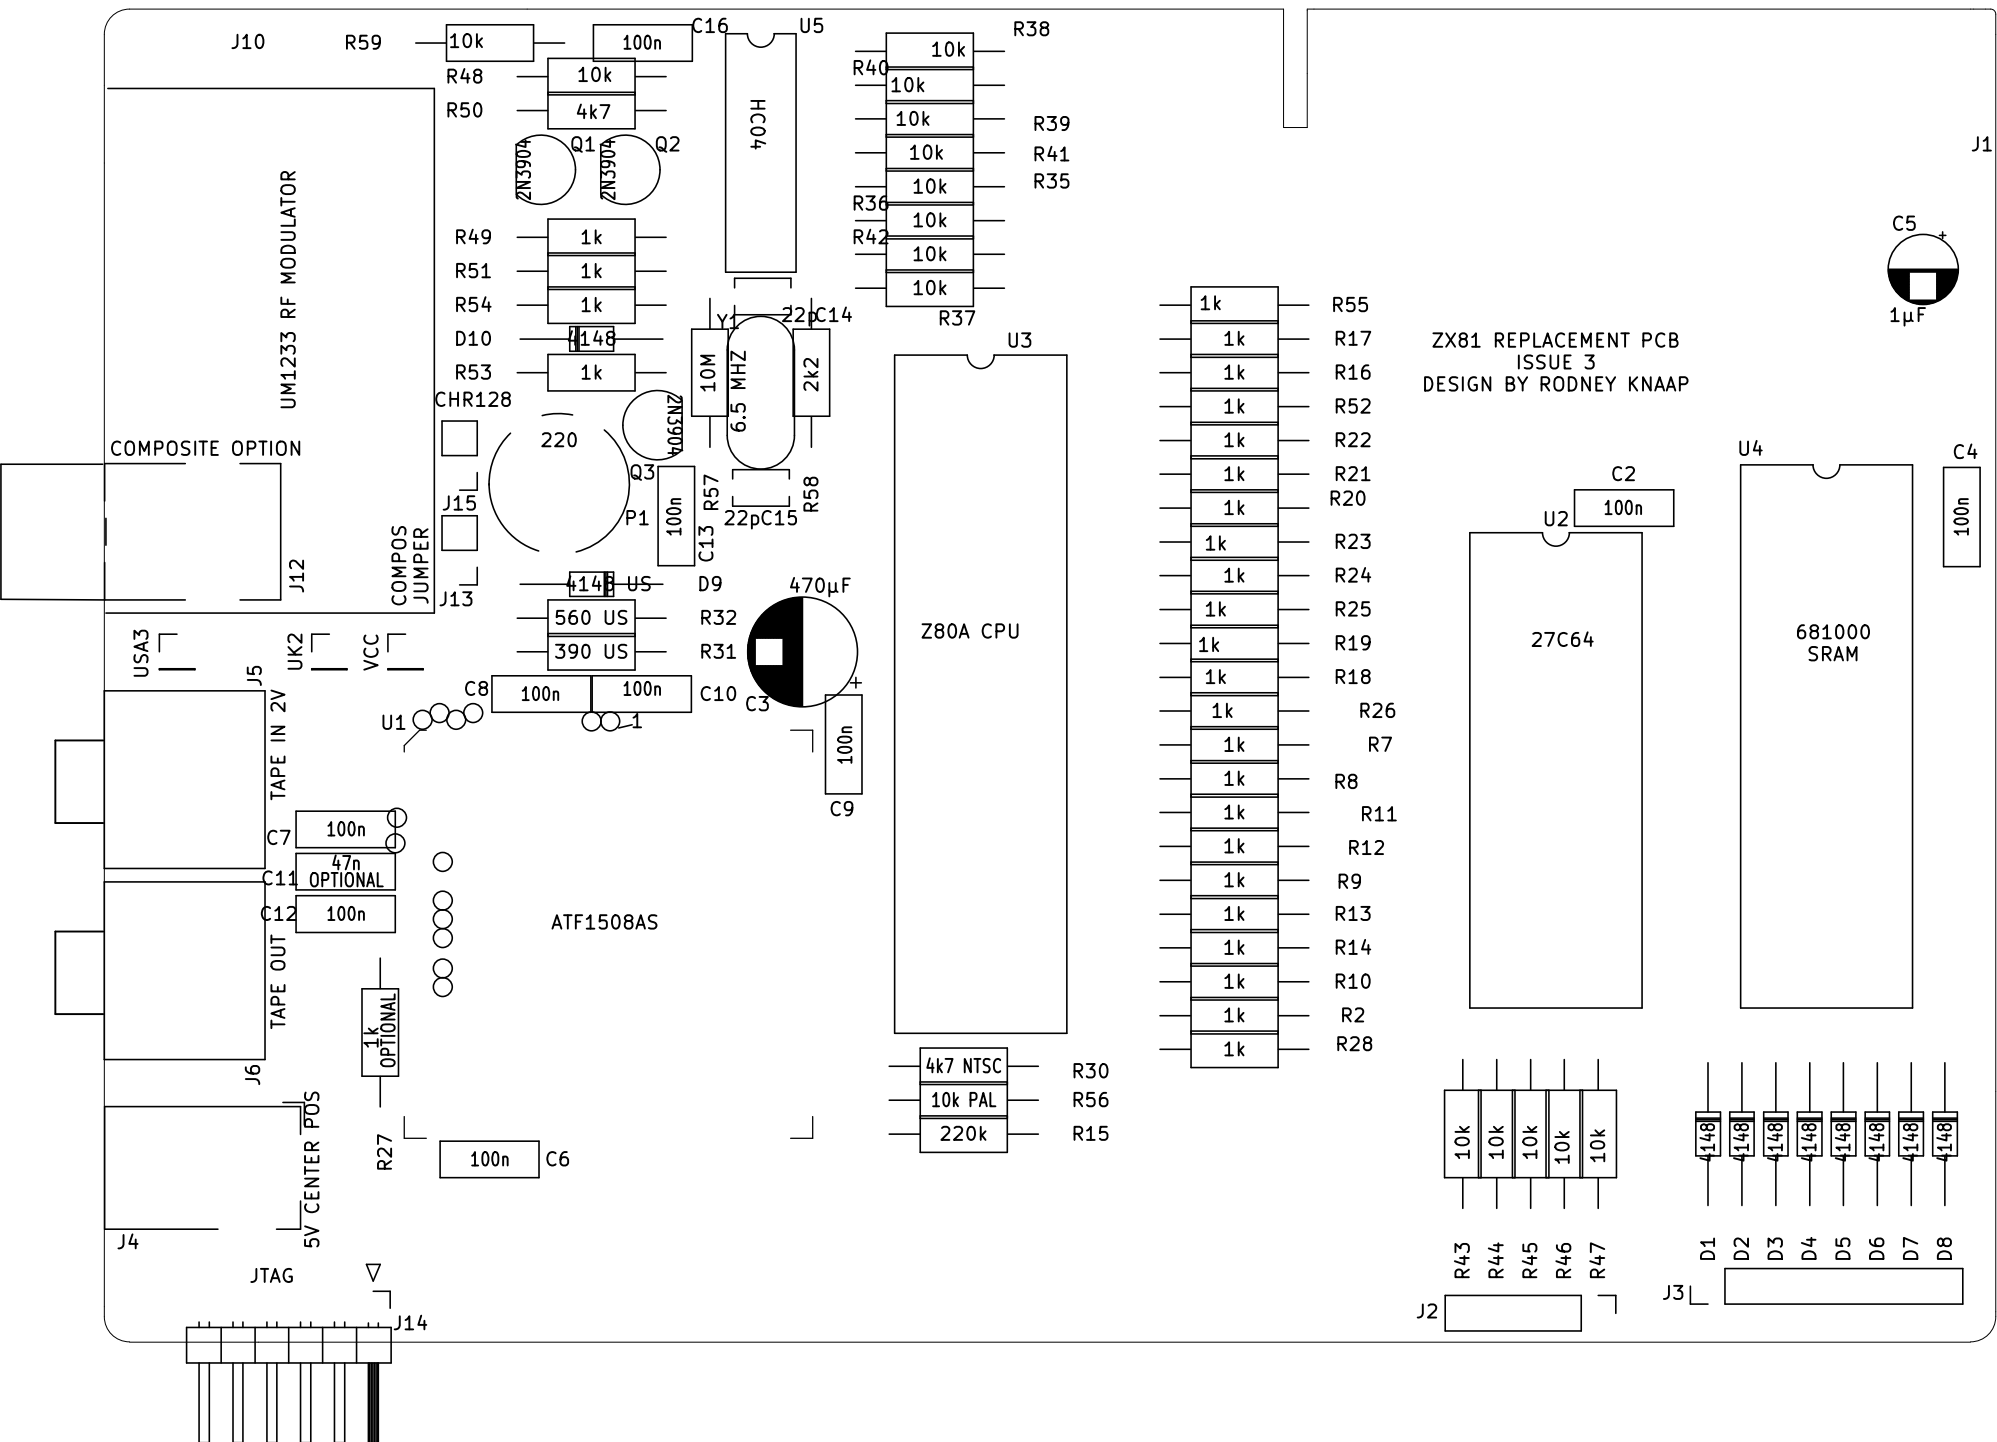 J10
R59
10k
100n
C16
U5
R38
10k
R48
10k
R40
10k
R50
4k7
HC04
10k
R39
Q1
Q2
2N3904
2N3904
10k
R41
J1
10k
R35
R36
10k
R49
1k
R42
10k
R51
1k
10k
R54
1k
R37
D10
4148
R53
1k
UM1233 RF MODULATOR
CHR128
Y1
22p
C14
10M
6.5 MHZ
2k2
U3
C5
+
1µF
ZX81 REPLACEMENT PCB
ISSUE 3
DESIGN BY RODNEY KNAAP
COMPOSITE OPTION
220
2N3904
Q3
P1
100n
C13
R57
R58
22p
C15
J15
COMPOS
JUMPER
J12
J13
4148 US
D9
560 US
R32
390 US
R31
470µF
+
C3
Z80A CPU
USA3
UK2
VCC
J5
TAPE IN 2V
C8
100n
100n
C10
U1
1
100n
C9
C7
100n
C11
47n
OPTIONAL
C12
100n
ATF1508AS
TAPE OUT
J6
1k
OPTIONAL
R27
5V CENTER POS
J4
100n
C6
JTAG
J14
4k7 NTSC
R30
10k PAL
R56
220k
R15
1k
R55
1k
R17
1k
R16
1k
R52
1k
R22
1k
R21
1k
R20
1k
R23
1k
R24
1k
R25
1k
R19
1k
R18
1k
R26
1k
R7
1k
R8
1k
R11
1k
R12
1k
R9
1k
R13
1k
R14
1k
R10
1k
R2
1k
R28
C2
100n
U2
27C64
U4
681000
SRAM
C4
100n
10k
10k
10k
10k
10k
R43
R44
R45
R46
R47
J2
4148
4148
4148
4148
4148
4148
4148
4148
D1
D2
D3
D4
D5
D6
D7
D8
J3